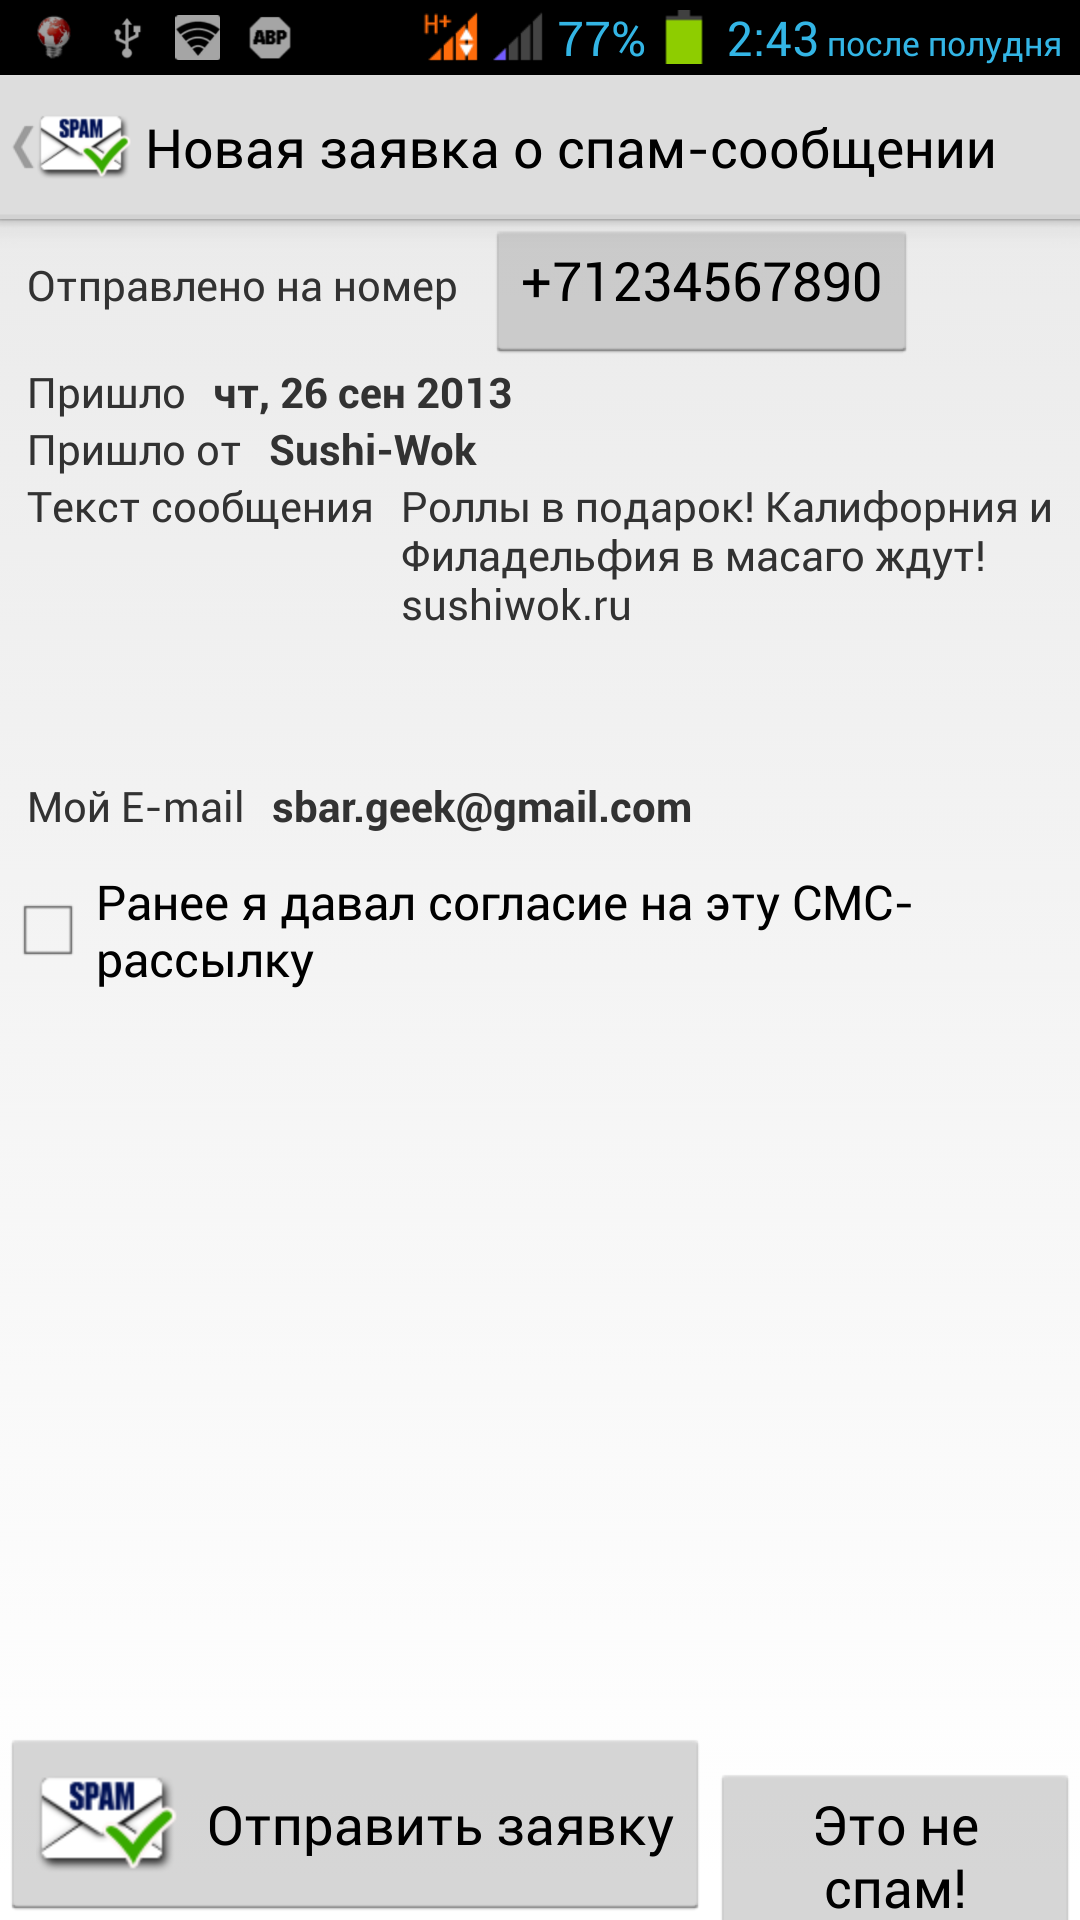 ABP H+ 77% 2:43 после полудня
SPAM Новая заявка о спам-сообщении
Отправлено на номер +71234567890
Пришло чт, 26 сен 2013
Пришло от Sushi-Wok
Текст сообщения Роллы в подарок! Калифорния и
Филадельфия в масаго ждут!
sushiwok.ru
Мой E-mail sbar.geek@gmail.com
Ранее я давал согласие на эту СМС-
рассылку
SPAM Отправить заявку
Это не
спам!